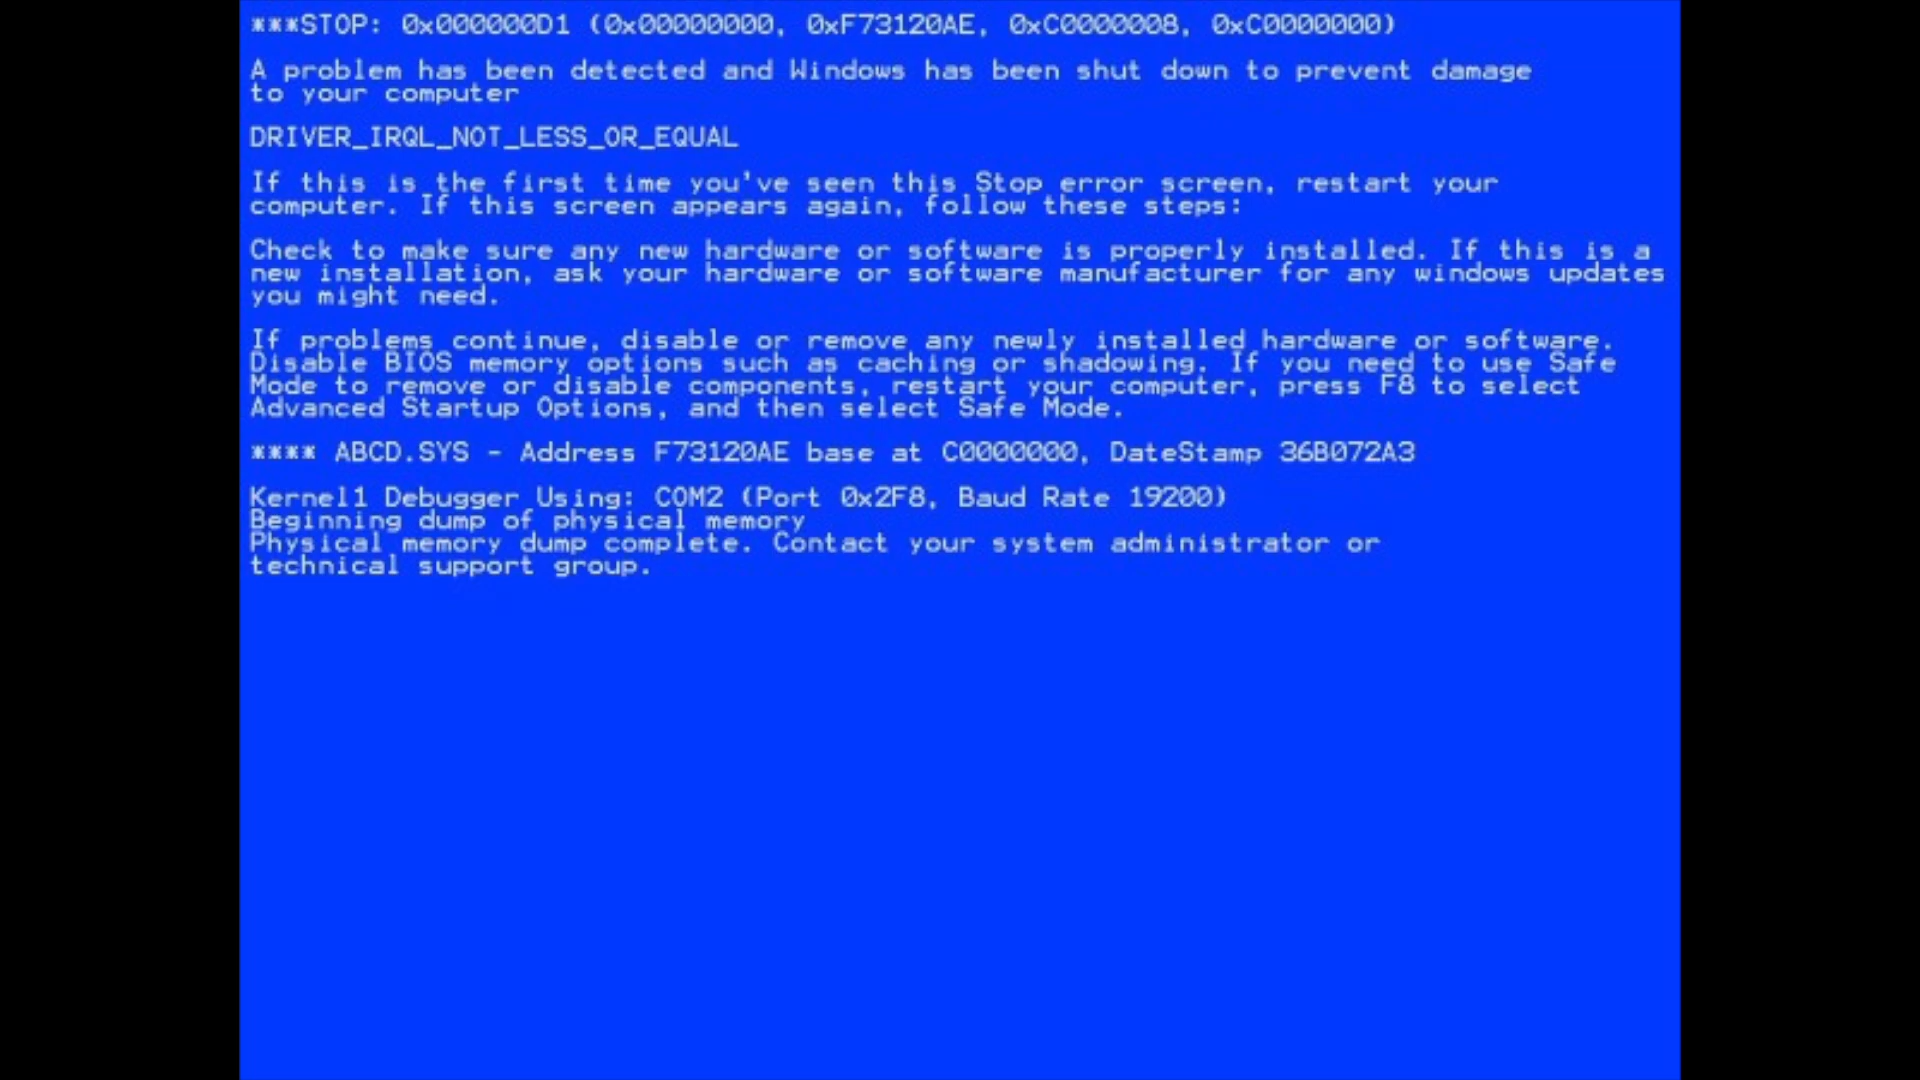 ***STOP: 0x000000D1 (0x00000000, 0xF73120AE, 0xC0000008, 0xC0000000)
A problem has been detected and Windows has been shut down to prevent damage
to your computer
DRIVER_IRQL_NOT_LESS_OR_EQUAL
If this is the first time you've seen this Stop error screen, restart your
computer. If this screen appears again, follow these steps:
Check to make sure any new hardware or software is properly installed. If this is a
new installation, ask your hardware or software manufacturer for any windows updates
you might need.
If problems continue, disable or remove any newly installed hardware or software.
Disable BIOS memory options such as caching or shadowing. If you need to use Safe
Mode to remove or disable components, restart your computer, press F8 to select
Advanced Startup Options, and then select Safe Mode.
**** ABCD.SYS - Address F73120AE base at C0000000, DateStamp 36B072A3
Kernel1 Debugger Using: COM2 (Port 0x2F8, Baud Rate 19200)
Beginning dump of physical memory
Physical memory dump complete. Contact your system administrator or
technical support group.